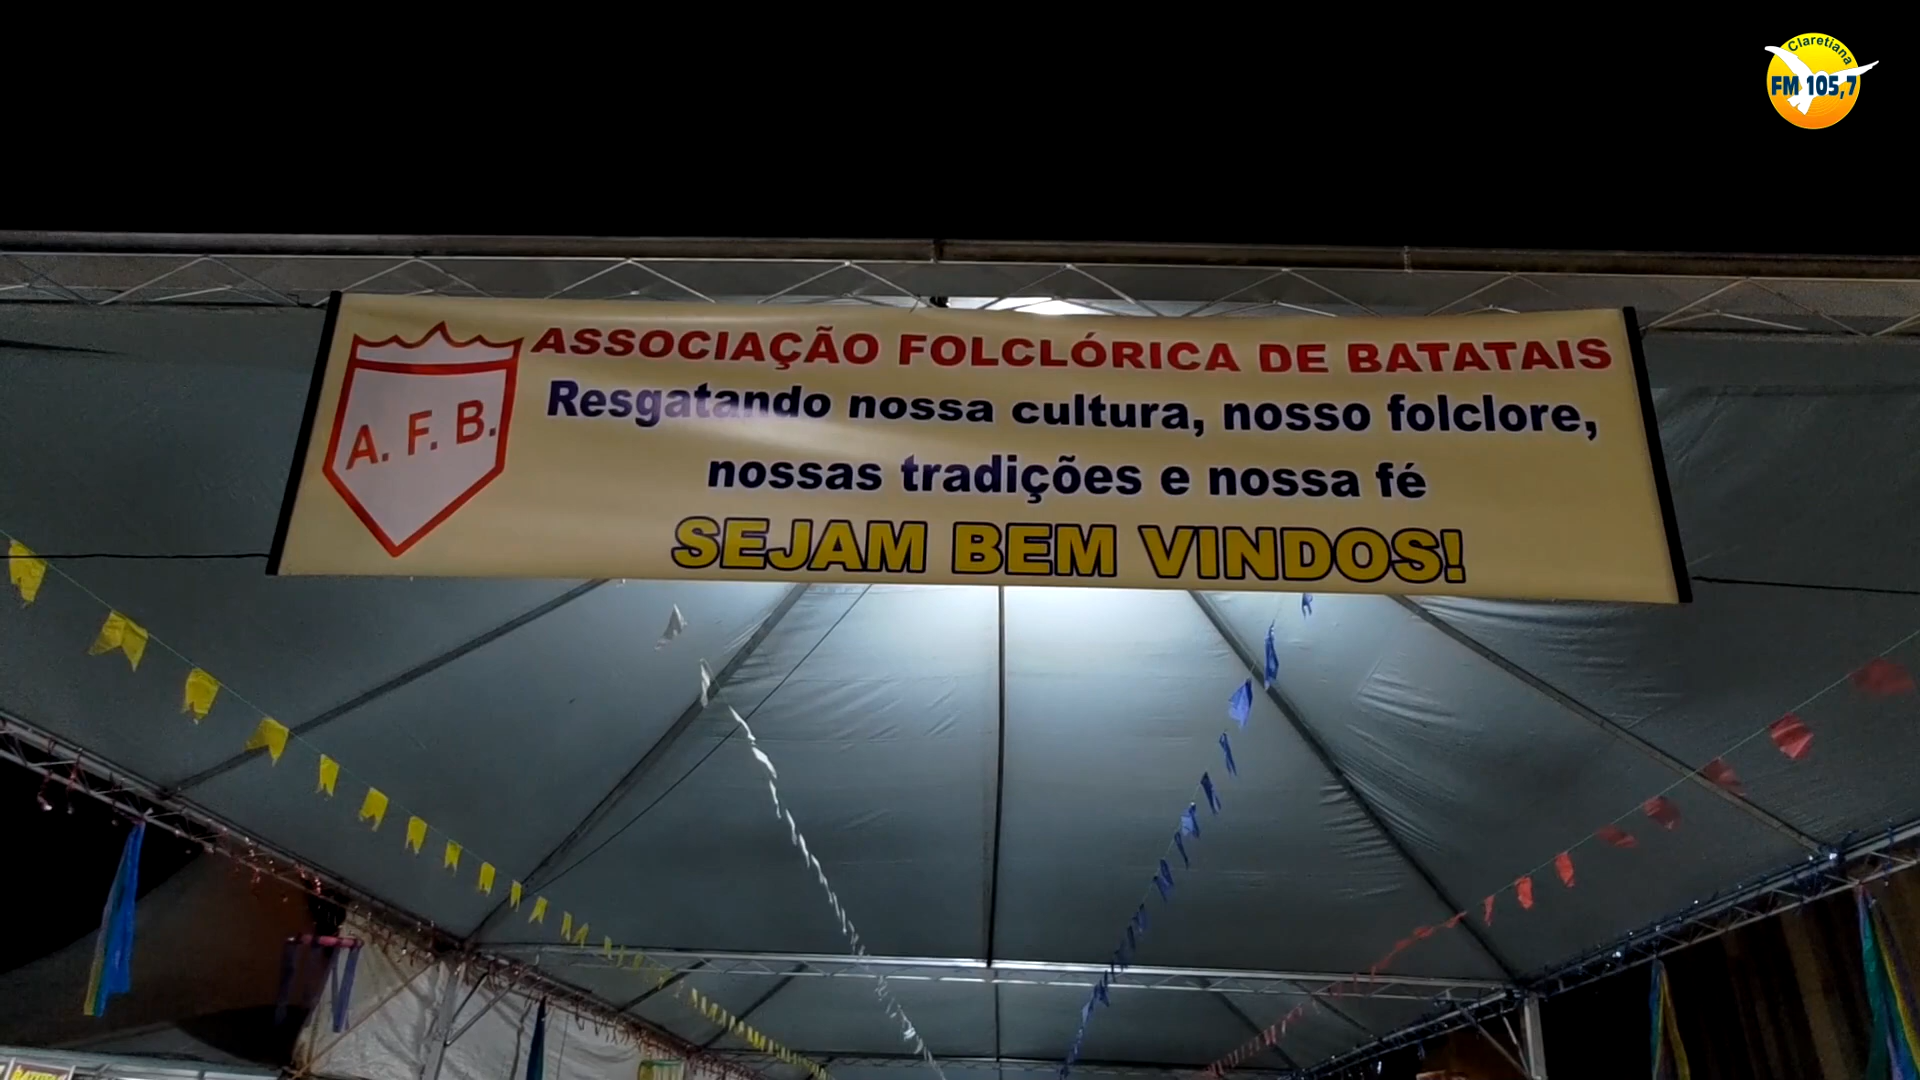 Claretiana
FM 105,7
ASSOCIAÇÃO FOLCLÓRICA DE BATATAIS
A. F. B.
Resgatando nossa cultura, nosso folclore,
nossas tradições e nossa fé
SEJAM BEM VINDOS!